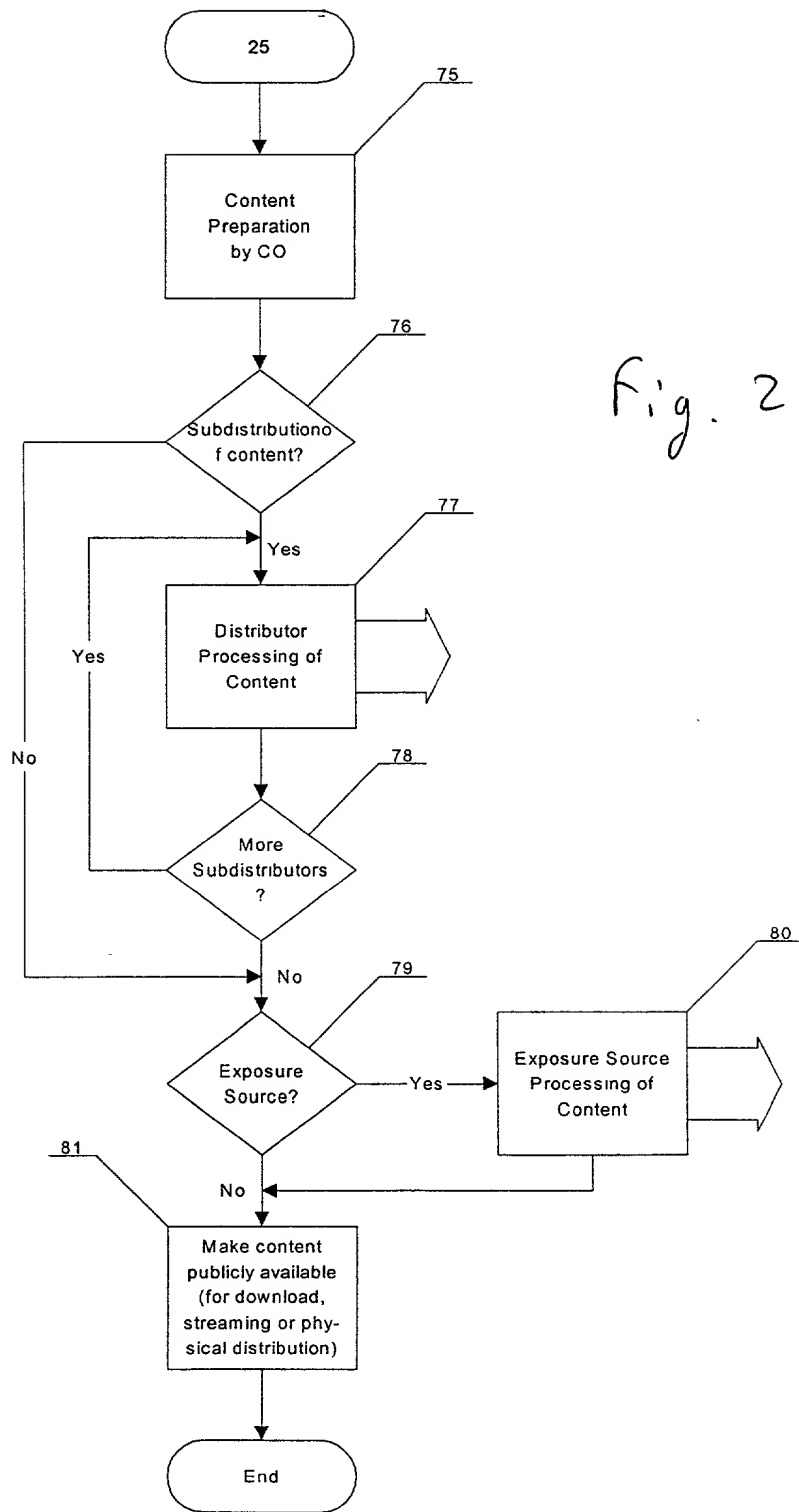 25
75
Content
Preparation
by CO
76
Subdistributiono
f content?
Fig. 2
77
Yes
Distributor
Processing of
Content
Yes
No
78
More
Subdistributors
?
80
No
79
Exposure
Source?
Yes
Exposure Source
Processing of
Content
81
No
Make content
publicly available
(for download,
streaming or phy-
sical distribution)
End